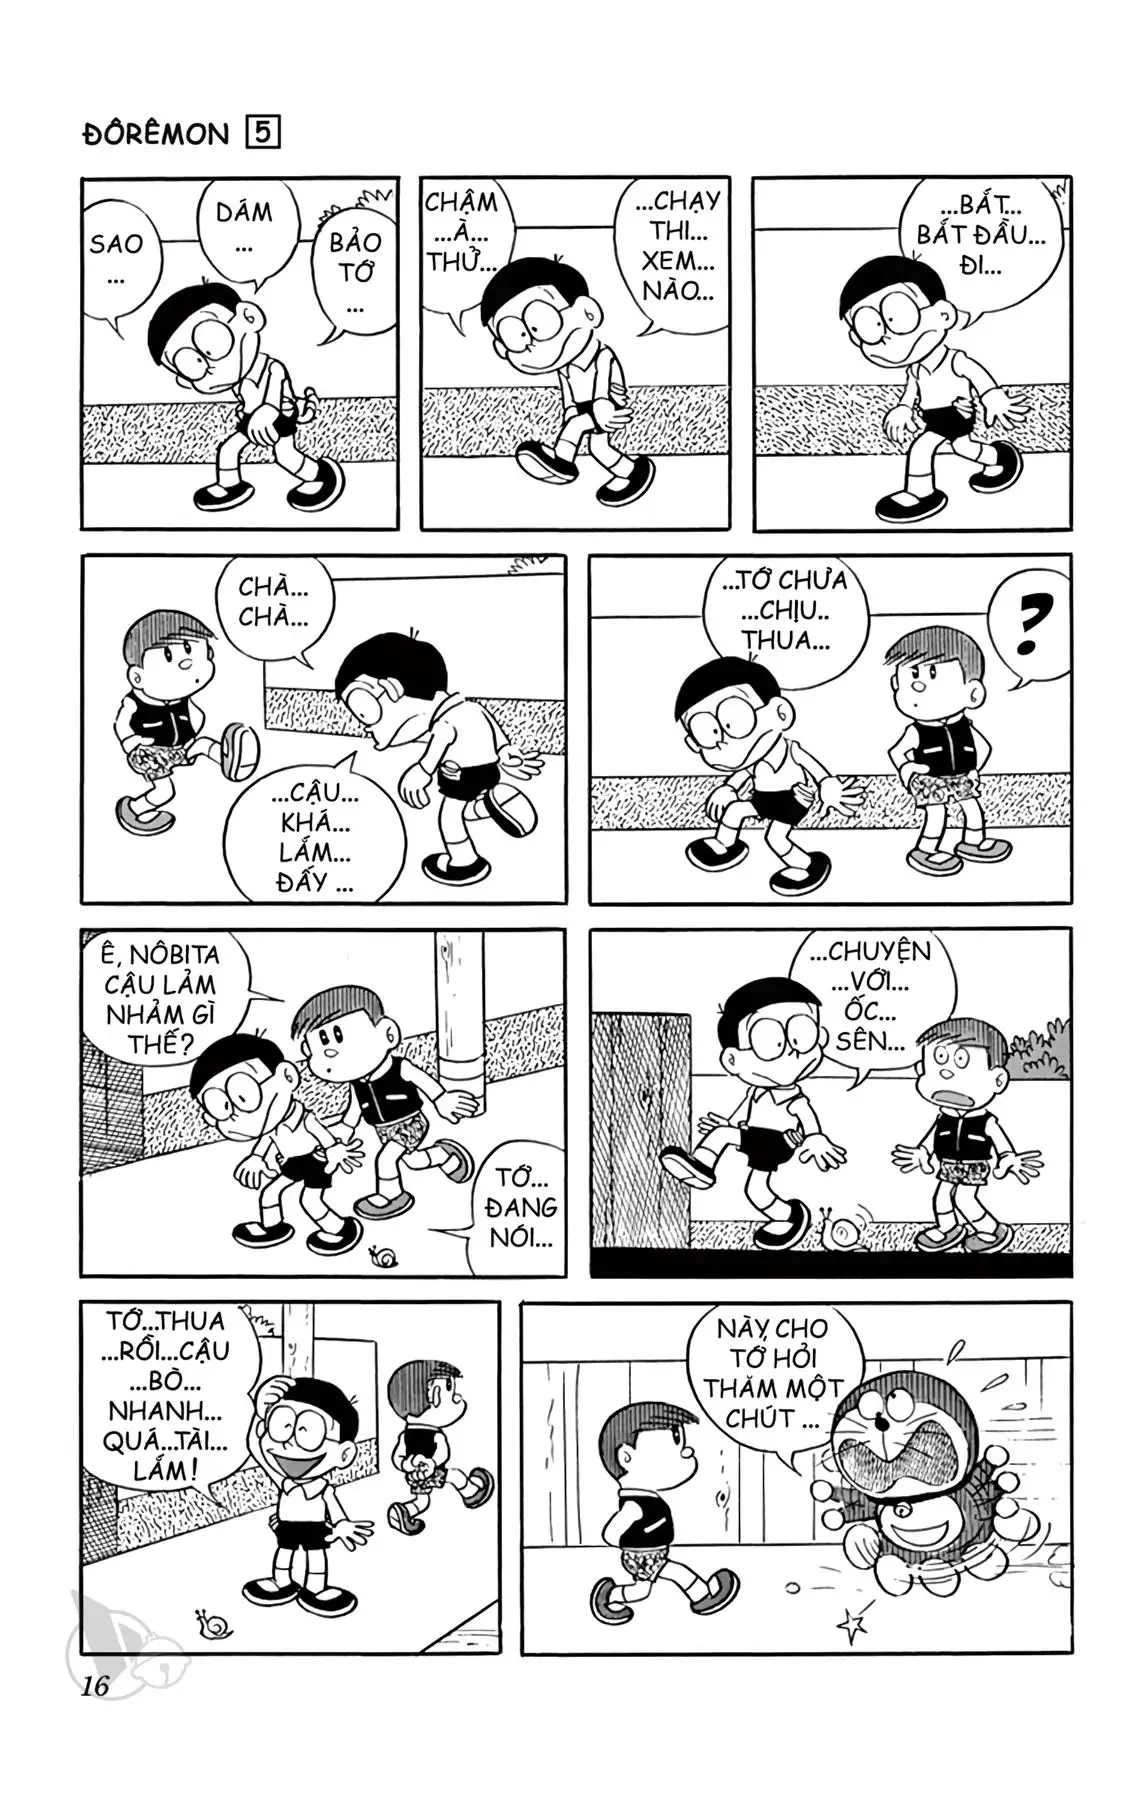 ĐÔRÊMON 5
SAO
...
DÁM
...
BẢO
TỚ
...
CHẬM
...À...
THỬ...
...CHẠY
THI...
XEM...
NÀO...
...BẮT...
BẮT ĐẦU...
ĐI...
CHÀ...
CHÀ...
...CẬU...
KHÁ...
LẮM...
ĐẤY ...
...TỚ CHƯA
...CHỊU..
THUA...
?
Ê, NÔBITA
CẬU LẢM
NHẢM GÌ
THẾ?
TỚ...
ĐANG
NÓI...
...CHUYỆN
...VỚI...
ỐC...
SÊN...
TỚ...THUA
...RỒI...CẬU
...BÒ...
NHANH...
QUÁ...TÀI...
LẮM!
NÀY, CHO
TỚ HỎI
THĂM MỘT
CHÚT ...
16